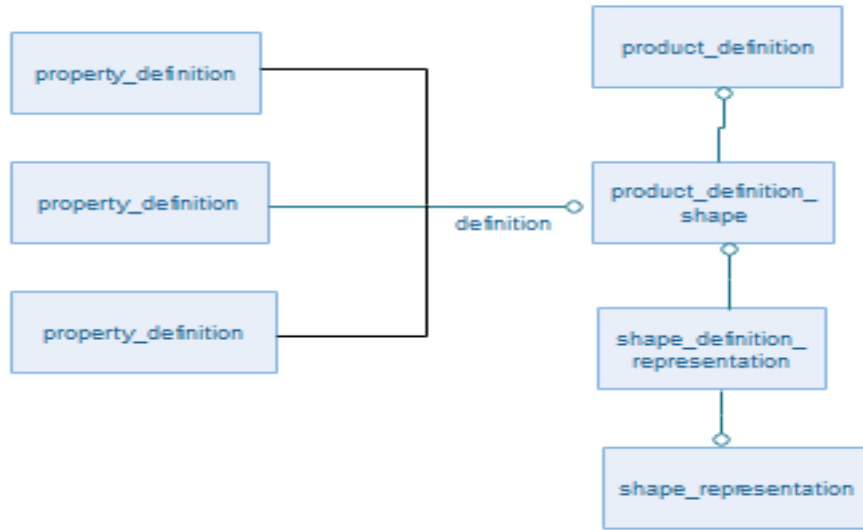 product_definition
property_definition
property_definition
product_definition_
shape
definition
property_definition
shape_definition_
representation
shape_representation